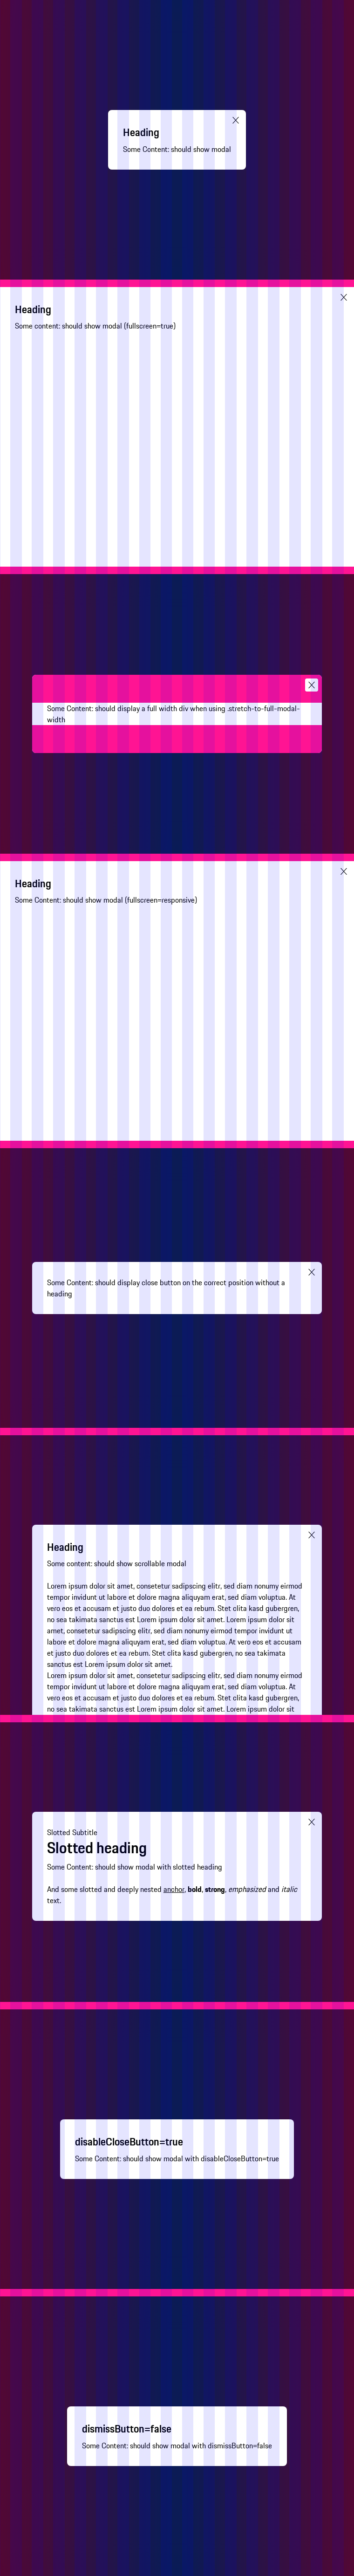 Heading
Some Content: should show modal
Heading
Some content: should show modal (fullscreen=true)
Some Content: should display a full width div when using .stretch-to-full-modal-
width
Heading
Some Content: should show modal (fullscreen=responsive)
Some Content: should display close button on the correct position without a
heading
Heading
Some content: should show scrollable modal
Lorem ipsum dolor sit amet, consetetur sadipscing elitr, sed diam nonumy eirmod
tempor invidunt ut labore et dolore magna aliquyam erat, sed diam voluptua. At
vero eos et accusam et justo duo dolores et ea rebum. Stet clita kasd gubergren,
no sea takimata sanctus est Lorem ipsum dolor sit amet. Lorem ipsum dolor sit
amet, consetetur sadipscing elitr, sed diam nonumy eirmod tempor invidunt ut
labore et dolore magna aliquyam erat, sed diam voluptua. At vero eos et accusam
et justo duo dolores et ea rebum. Stet clita kasd gubergren, no sea takimata
sanctus est Lorem ipsum dolor sit amet.
Lorem ipsum dolor sit amet, consetetur sadipscing elitr, sed diam nonumy eirmod
tempor invidunt ut labore et dolore magna aliquyam erat, sed diam voluptua. At
vero eos et accusam et justo duo dolores et ea rebum. Stet clita kasd gubergren,
no sea takimata sanctus est Lorem ipsum dolor sit amet. Lorem ipsum dolor sit
Slotted Subtitle
Slotted heading
Some Content: should show modal with slotted heading
And some slotted and deeply nested anchor, bold, strong, emphasized and italic
text.
disableCloseButton=true
Some Content: should show modal with disableCloseButton=true
dismissButton=false
Some Content: should show modal with dismissButton=false